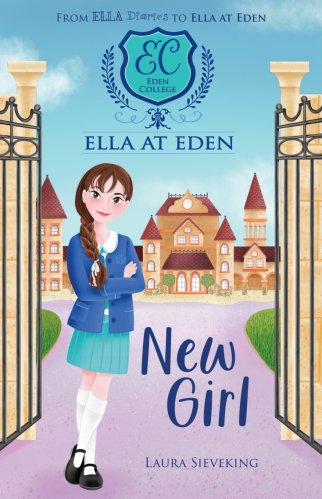 FROM ELLA Diaries TO ELLA AT EDEN
EC
EDEN
COLLEGE
ELLA AT EDEN
New
Girl
LAURA SIEVEKING